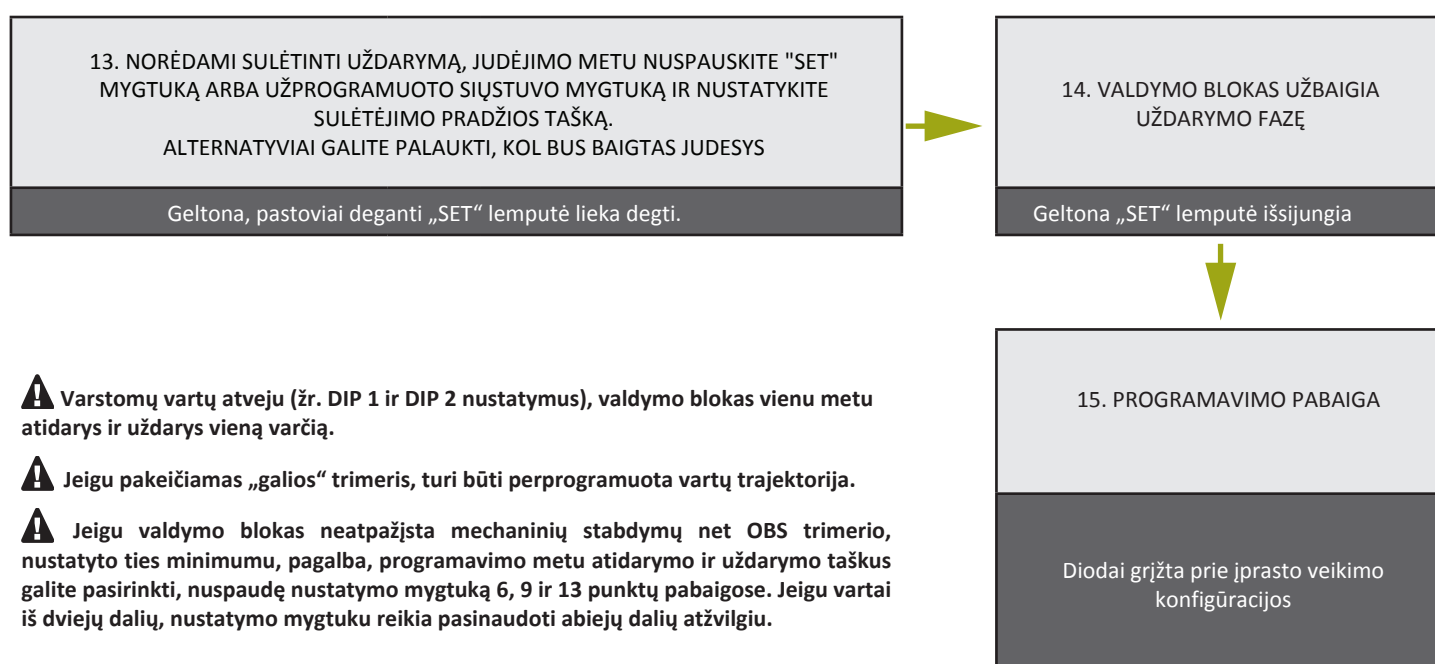 13. NORĖDAMI SULĖTINTI UŽDARYMĄ, JUDĖJIMO METU NUSPAUSKITE "SET"
MYGTUKĄ ARBA UŽPROGRAMUOTO SIŲSTUVO MYGTUKĄ IR NUSTATYKITE
SULĖTĖJIMO PRADŽIOS TAŠKĄ.
ALTERNATYVIAI GALITE PALAUKTI, KOL BUS BAIGTAS JUDESYS
Geltona, pastoviai deganti „SET“ lemputė lieka degti.
14. VALDYMO BLOKAS UŽBAIGIA
UŽDARYMO FAZĘ
Geltona „SET“ lemputė išsijungia
15. PROGRAMAVIMO PABAIGA
Diodai grįžta prie įprasto veikimo
konfigūracijos
Varstomų vartų atveju (žr. DIP 1 ir DIP 2 nustatymus), valdymo blokas vienu metu
atidarys ir uždarys vieną varčią.
Jeigu pakeičiamas „galios“ trimeris, turi būti perprogramuota vartų trajektorija.
Jeigu valdymo blokas neatpažįsta mechaninių stabdymų net OBS trimerio,
nustatyto ties minimumu, pagalba, programavimo metu atidarymo ir uždarymo taškus
galite pasirinkti, nuspaudę nustatymo mygtuką 6, 9 ir 13 punktų pabaigose. Jeigu vartai
iš dviejų dalių, nustatymo mygtuku reikia pasinaudoti abiejų dalių atžvilgiu.